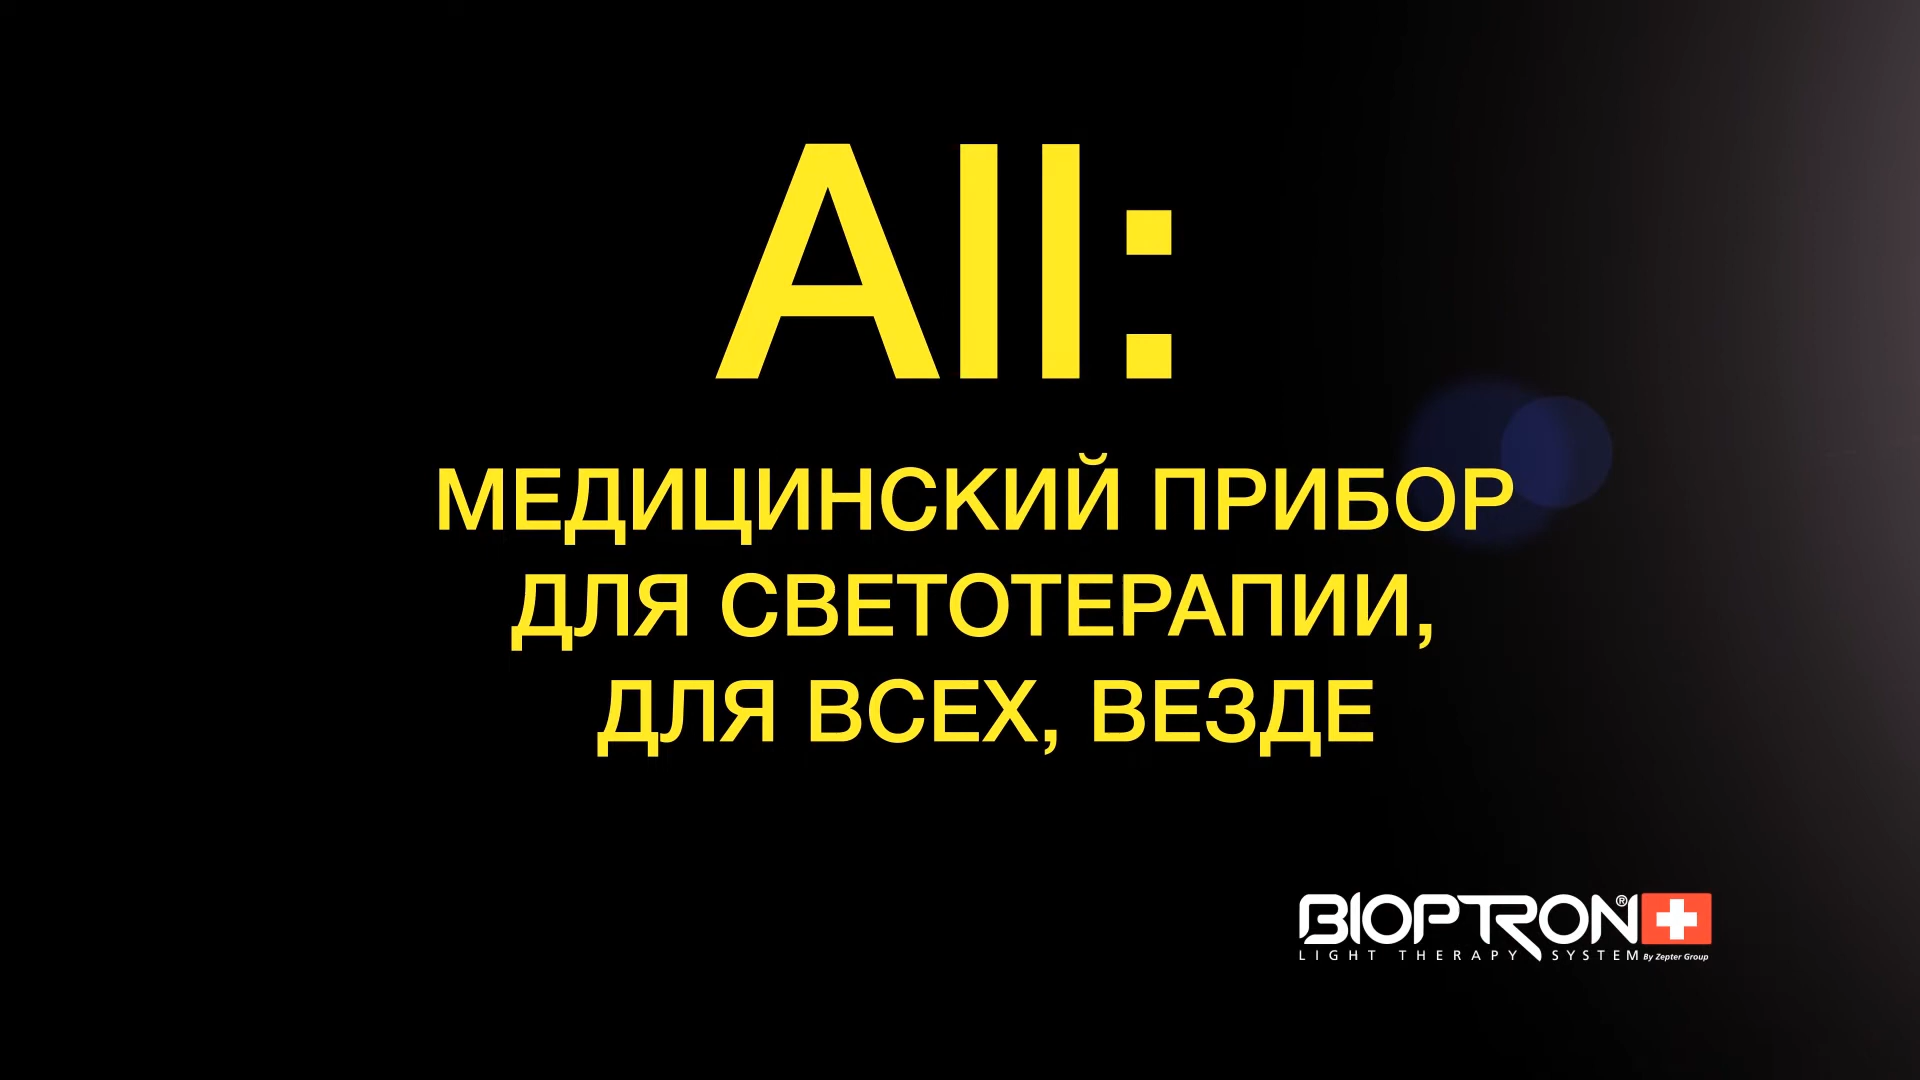 All:
МЕДИЦИНСКИЙ ПРИБОР
ДЛЯ СВЕТОТЕРАПИИ,
ДЛЯ ВСЕХ, ВЕЗДЕ
BIOPTRON®
LIGHT THERAPY SYSTEM By Zepter Group